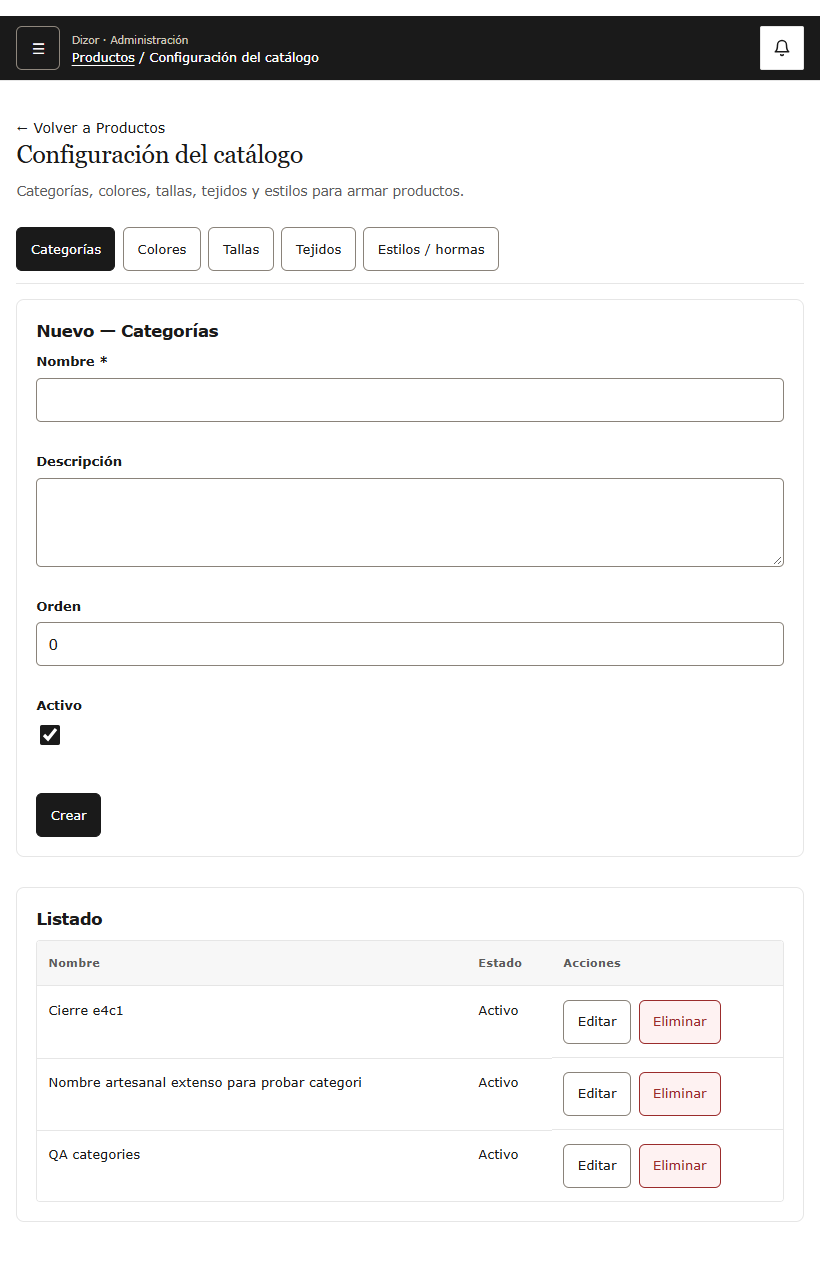 ☰
Dizor · Administración
Productos / Configuración del catálogo
← Volver a Productos
Configuración del catálogo
Categorías, colores, tallas, tejidos y estilos para armar productos.
Categorías Colores Tallas Tejidos Estilos / hormas
Nuevo — Categorías
Nombre *
Descripción
Orden
0
Activo
Crear
Listado
Nombre Estado Acciones
Cierre e4c1 Activo Editar Eliminar
Nombre artesanal extenso para probar categori Activo Editar Eliminar
QA categories Activo Editar Eliminar